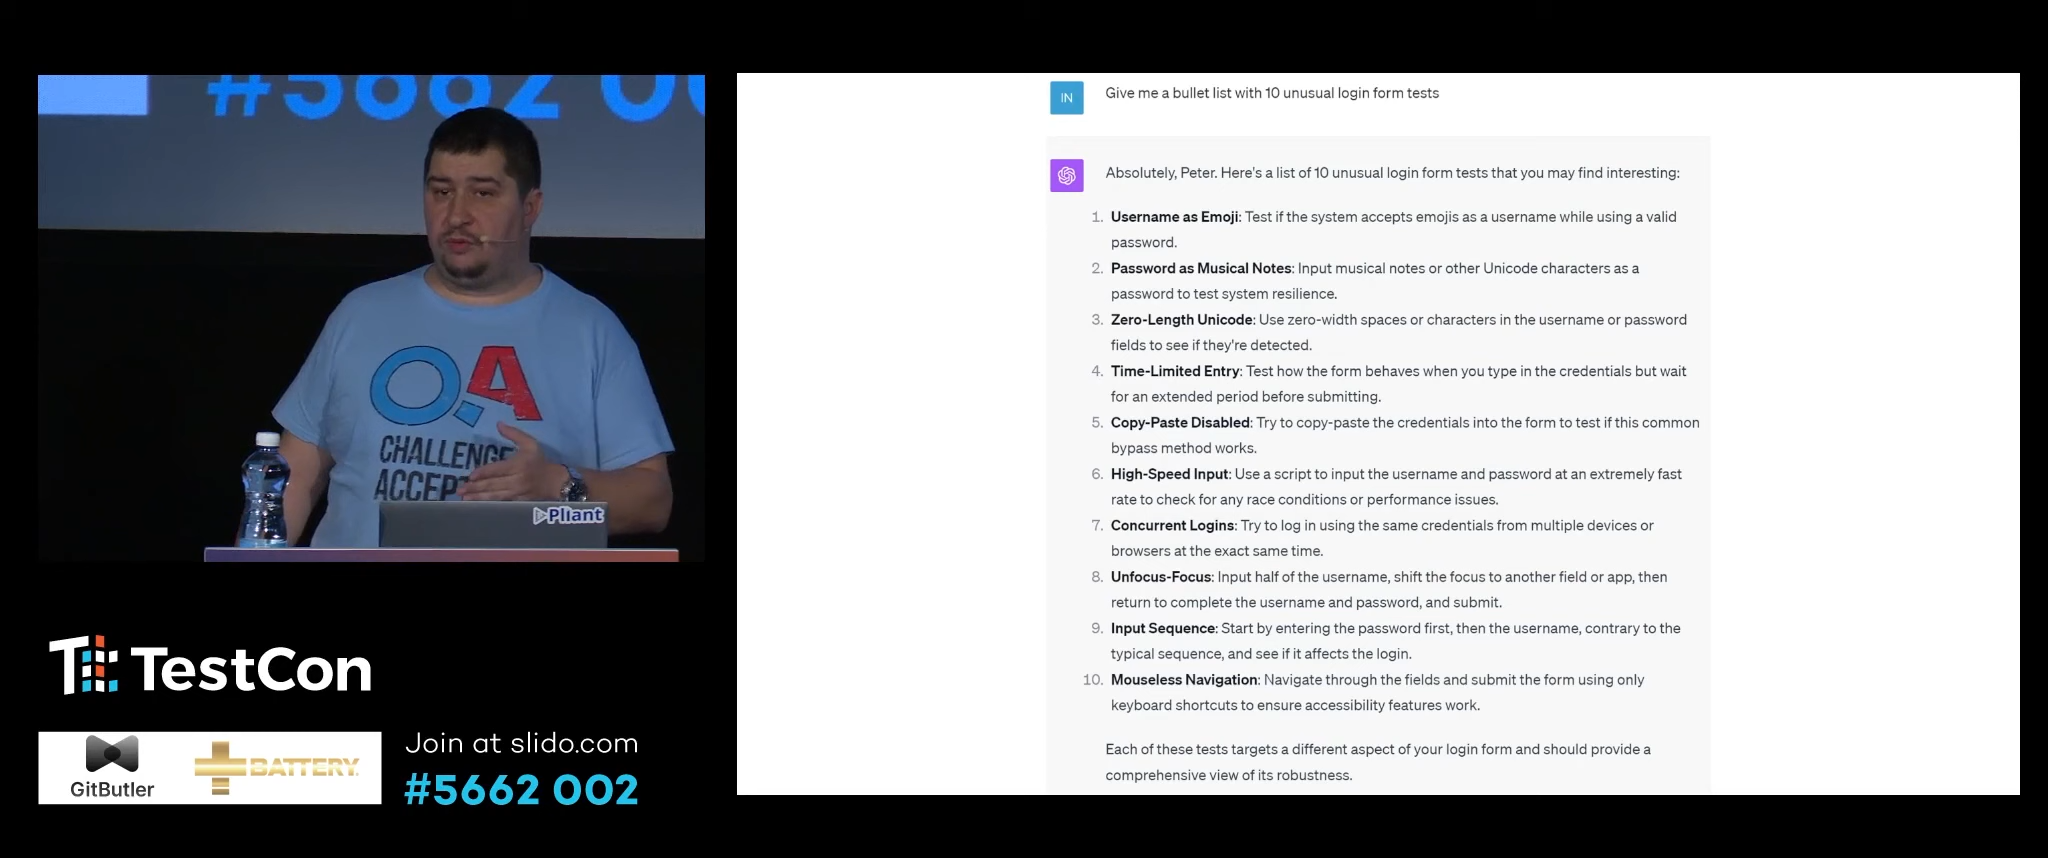 #5662 00
QA
CHALLENGE
ACCEP
Pliant
TestCon
GitButler
BATTERY
Join at slido.com
#5662 002
IN
Give me a bullet list with 10 unusual login form tests
Absolutely, Peter. Here's a list of 10 unusual login form tests that you may find interesting:
1. Username as Emoji: Test if the system accepts emojis as a username while using a valid
password.
2. Password as Musical Notes: Input musical notes or other Unicode characters as a
password to test system resilience.
3. Zero-Length Unicode: Use zero-width spaces or characters in the username or password
fields to see if they're detected.
4. Time-Limited Entry: Test how the form behaves when you type in the credentials but wait
for an extended period before submitting.
5. Copy-Paste Disabled: Try to copy-paste the credentials into the form to test if this common
bypass method works.
6. High-Speed Input: Use a script to input the username and password at an extremely fast
rate to check for any race conditions or performance issues.
7. Concurrent Logins: Try to log in using the same credentials from multiple devices or
browsers at the exact same time.
8. Unfocus-Focus: Input half of the username, shift the focus to another field or app, then
return to complete the username and password, and submit.
9. Input Sequence: Start by entering the password first, then the username, contrary to the
typical sequence, and see if it affects the login.
10. Mouseless Navigation: Navigate through the fields and submit the form using only
keyboard shortcuts to ensure accessibility features work.
Each of these tests targets a different aspect of your login form and should provide a
comprehensive view of its robustness.